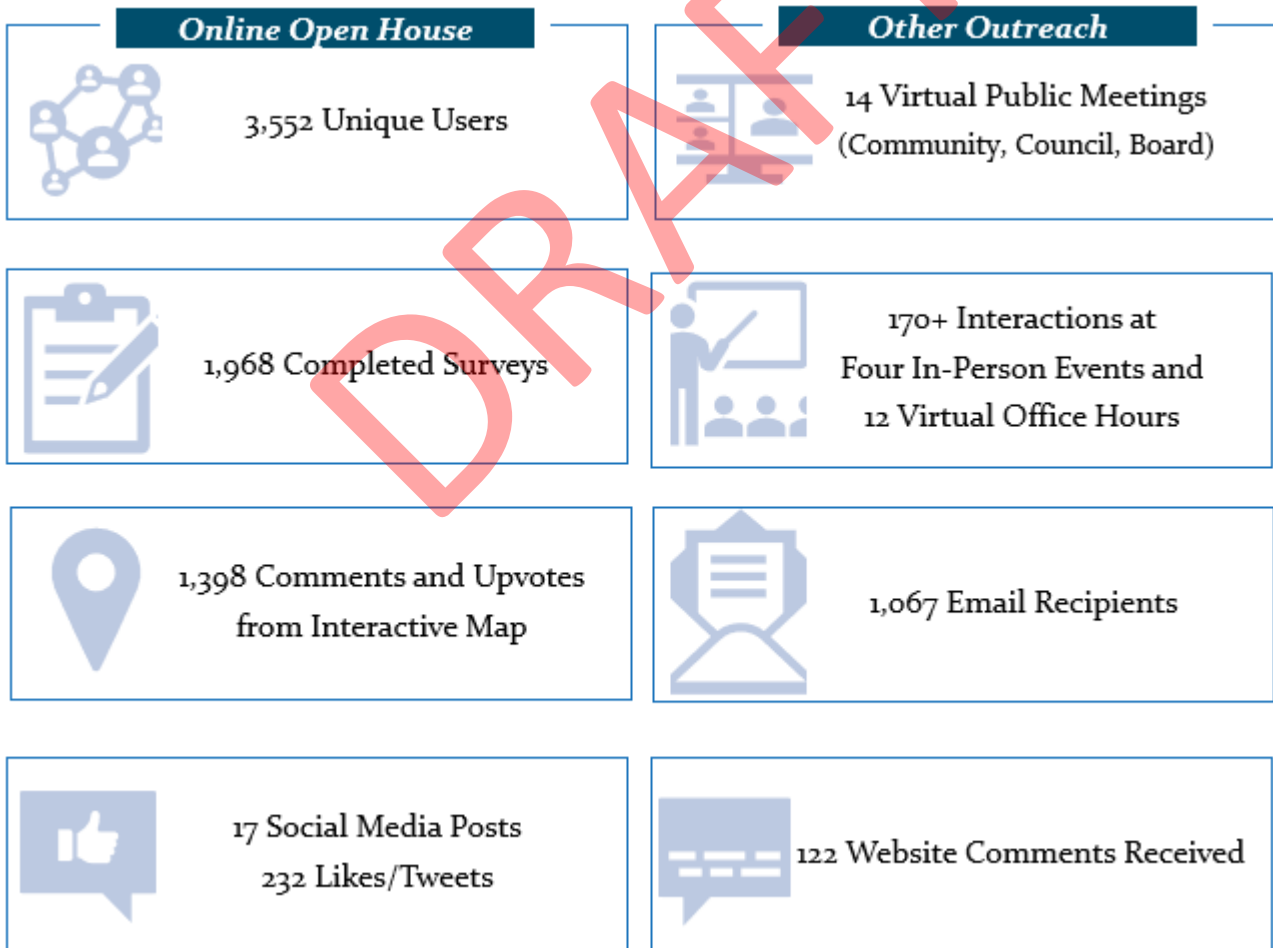 Online Open House
3,552 Unique Users
1,968 Completed Surveys
1,398 Comments and Upvotes
from Interactive Map
17 Social Media Posts
232 Likes/Tweets
Other Outreach
14 Virtual Public Meetings
(Community, Council, Board)
170+ Interactions at
Four In-Person Events and
12 Virtual Office Hours
1,067 Email Recipients
122 Website Comments Received